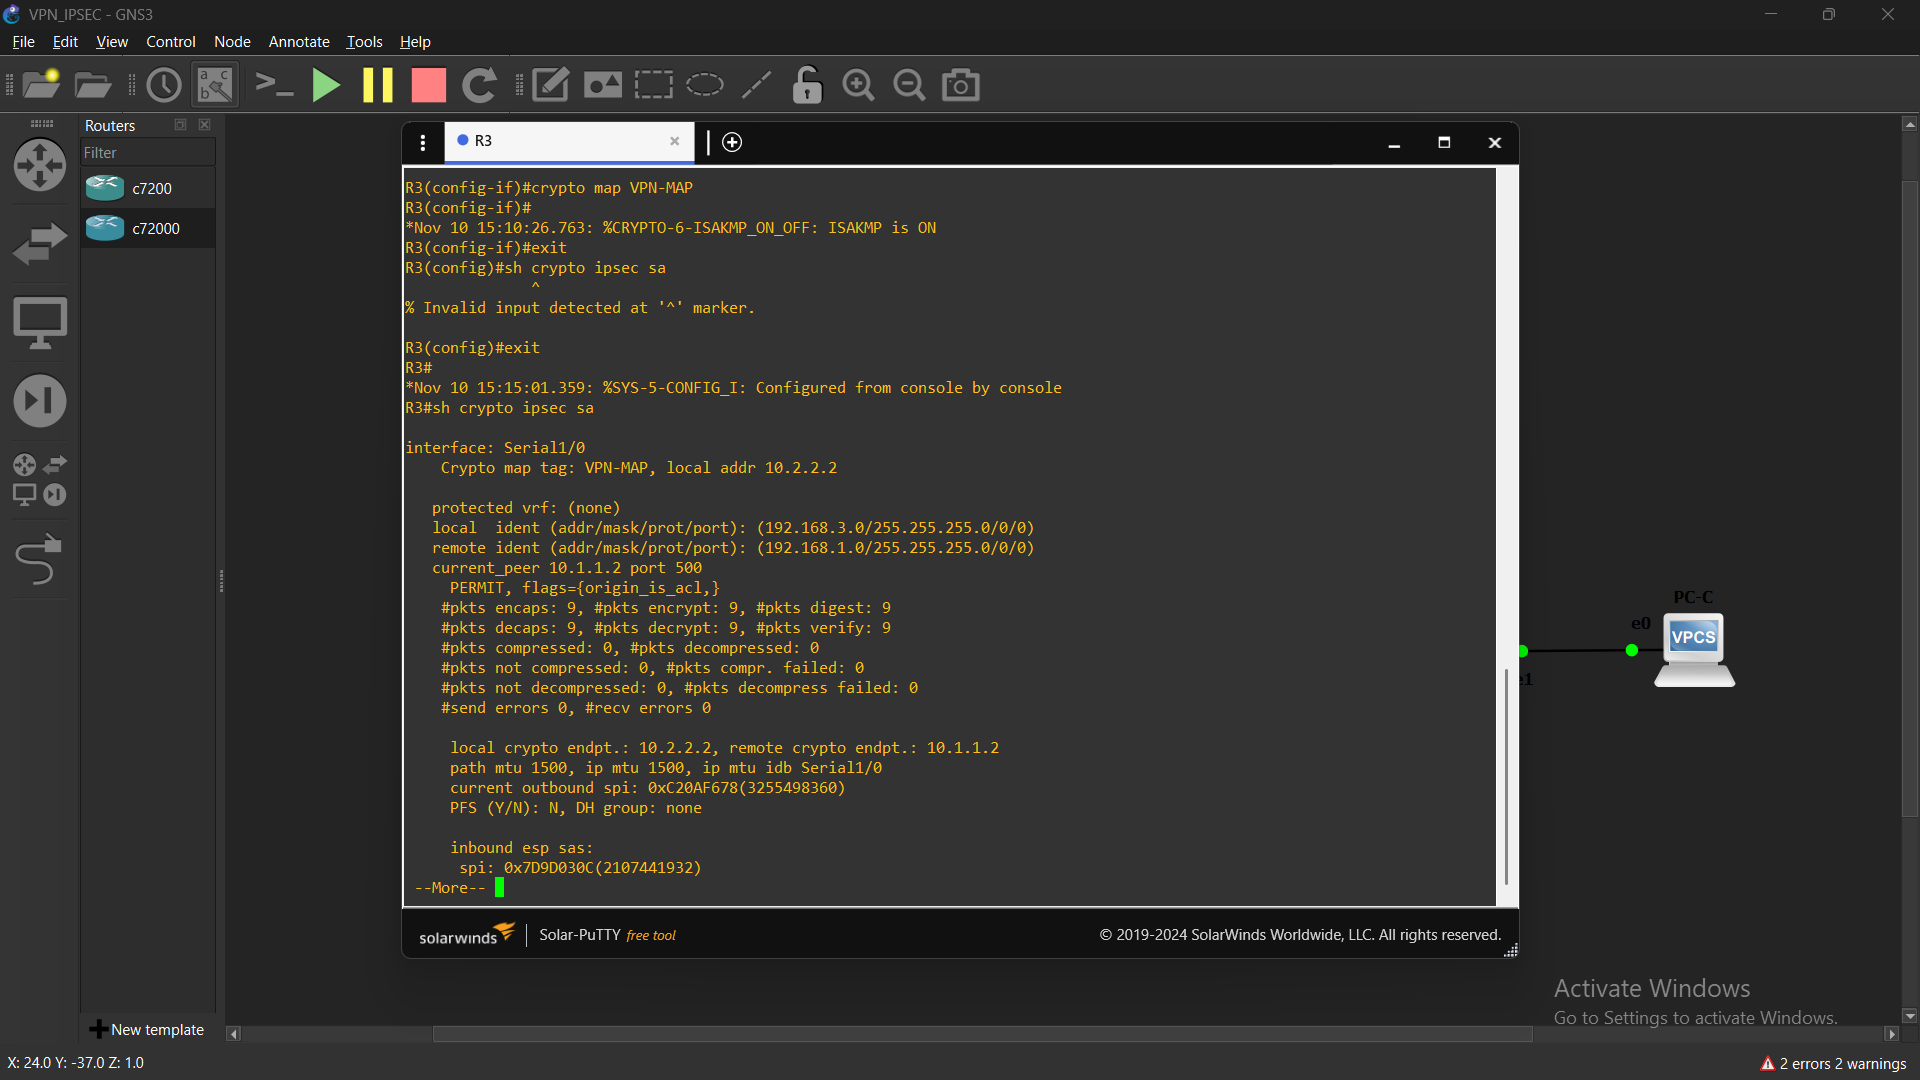 VPN_IPSEC - GNS3
File Edit View Control Node Annotate Tools Help
Routers
Filter
c7200
c72000
R3
R3(config-if)#crypto map VPN-MAP
R3(config-if)#
*Nov 10 15:10:26.763: %CRYPTO-6-ISAKMP_ON_OFF: ISAKMP is ON
R3(config-if)#exit
R3(config)#sh crypto ipsec sa
^
% Invalid input detected at '^' marker.
R3(config)#exit
R3#
*Nov 10 15:15:01.359: %SYS-5-CONFIG_I: Configured from console by console
R3#sh crypto ipsec sa
interface: Serial1/0
Crypto map tag: VPN-MAP, local addr 10.2.2.2
protected vrf: (none)
local  ident (addr/mask/prot/port): (192.168.3.0/255.255.255.0/0/0)
remote ident (addr/mask/prot/port): (192.168.1.0/255.255.255.0/0/0)
current_peer 10.1.1.2 port 500
PERMIT, flags={origin_is_acl,}
#pkts encaps: 9, #pkts encrypt: 9, #pkts digest: 9
#pkts decaps: 9, #pkts decrypt: 9, #pkts verify: 9
#pkts compressed: 0, #pkts decompressed: 0
#pkts not compressed: 0, #pkts compr. failed: 0
#pkts not decompressed: 0, #pkts decompress failed: 0
#send errors 0, #recv errors 0
local crypto endpt.: 10.2.2.2, remote crypto endpt.: 10.1.1.2
path mtu 1500, ip mtu 1500, ip mtu idb Serial1/0
current outbound spi: 0xC20AF678(3255498360)
PFS (Y/N): N, DH group: none
inbound esp sas:
spi: 0x7D9D030C(2107441932)
--More--
solarwinds
Solar-PuTTY free tool
© 2019-2024 SolarWinds Worldwide, LLC. All rights reserved.
PC-C
e0
VPCS
e1
Activate Windows
Go to Settings to activate Windows.
New template
X: 24.0 Y: -37.0 Z: 1.0
2 errors 2 warnings